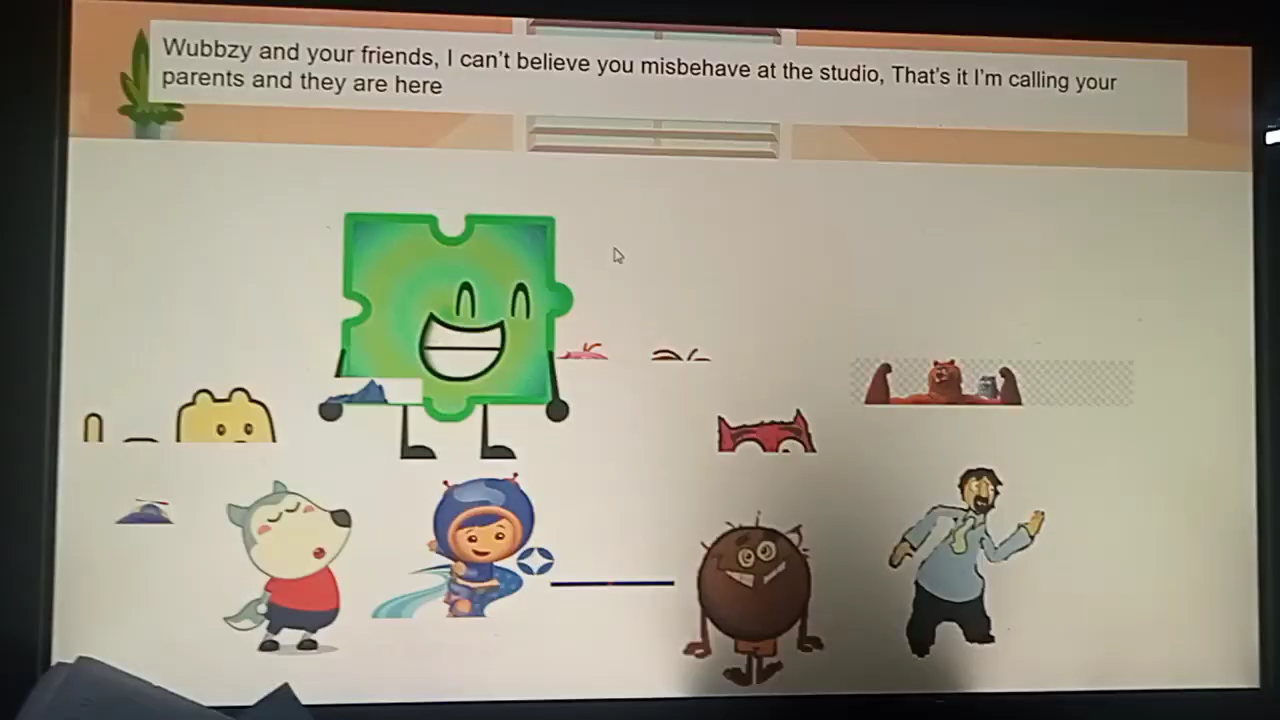 Wubbzy and your friends, I can't believe you misbehave at the studio, That's it I'm calling your
parents and they are here